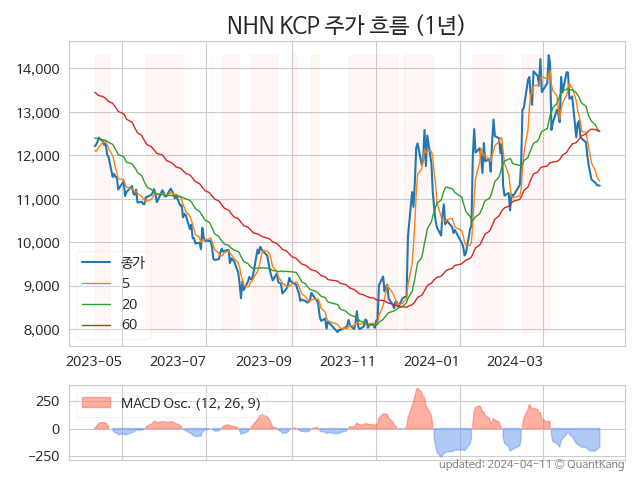 NHN KCP 주가 흐름 (1년)
14,000
13,000
12,000
11,000
10,000
9,000
8,000
종가
5
20
60
2023-05 2023-07 2023-09 2023-11 2024-01 2024-03
250
0
−250
MACD Osc. (12, 26, 9)
updated: 2024-04-11 © QuantKang